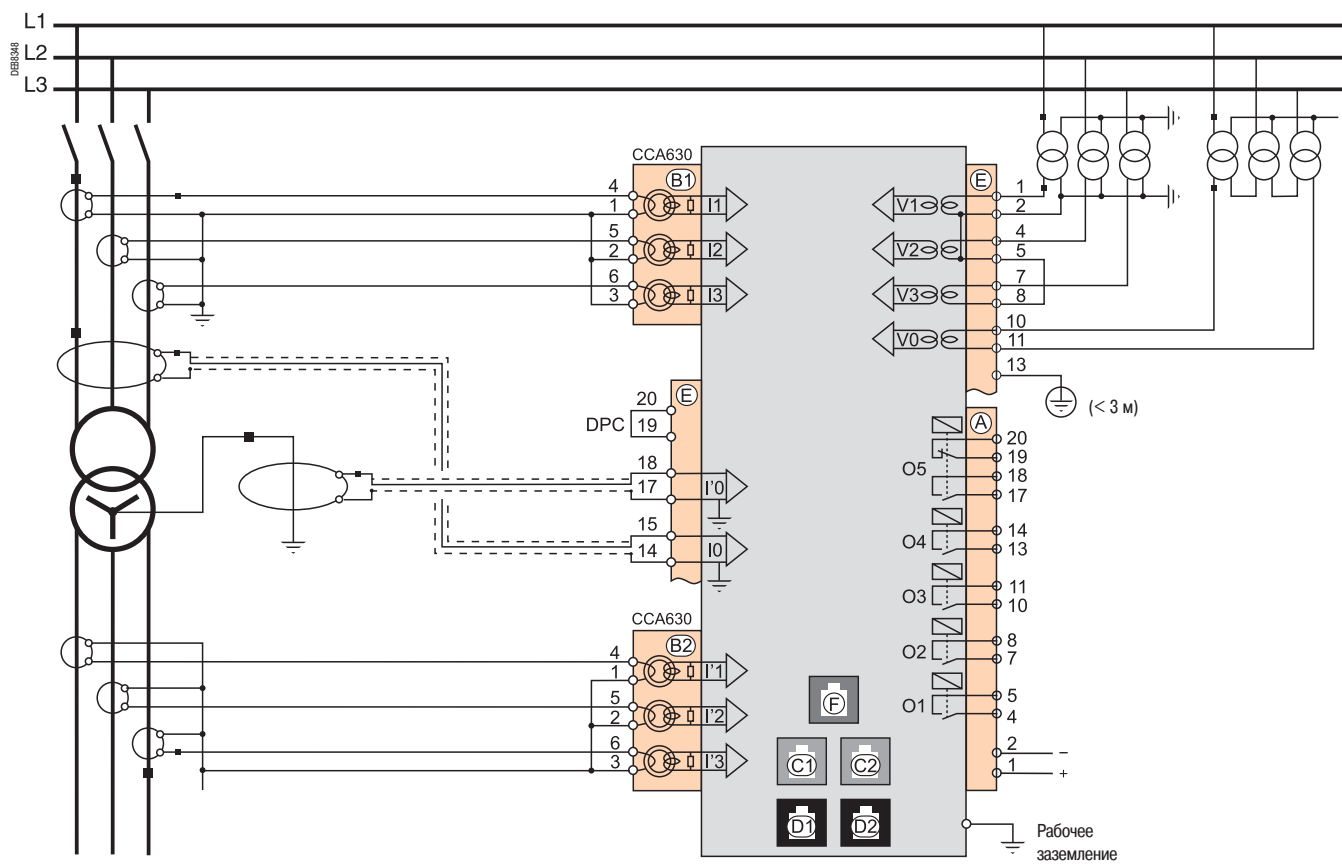 L1
DEB8348
L2
L3
CCA630
B1
4
1
I1
5
2
I2
6
3
I3
E
V1
1
2
V2
4
5
V3
7
8
V0
10
11
13
(< 3 м)
E
20
DPC
19
18
17
I'0
15
14
I0
A
20
19
O5
18
17
14
O4
13
11
O3
10
8
O2
7
5
O1
4
2 −
1 +
CCA630
B2
4
1
I'1
5
2
I'2
6
3
I'3
F
C1
C2
D1
D2
Рабочее
заземление